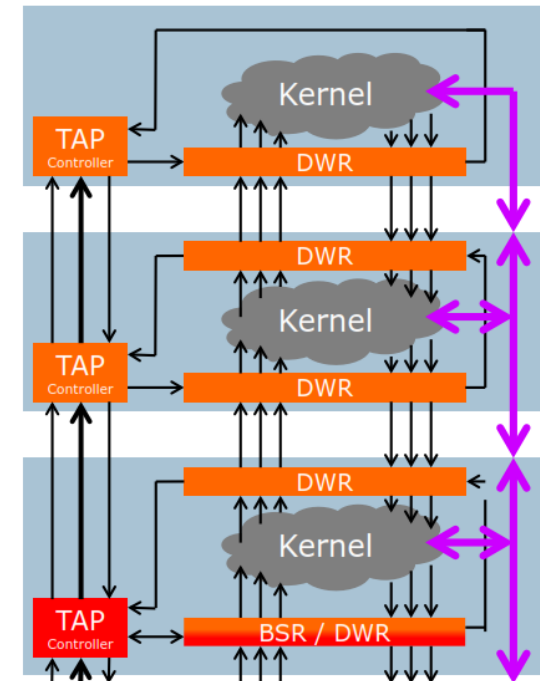 Kernel
TAP
Controller
DWR
DWR
Kernel
TAP
Controller
DWR
DWR
Kernel
TAP
Controller
BSR / DWR